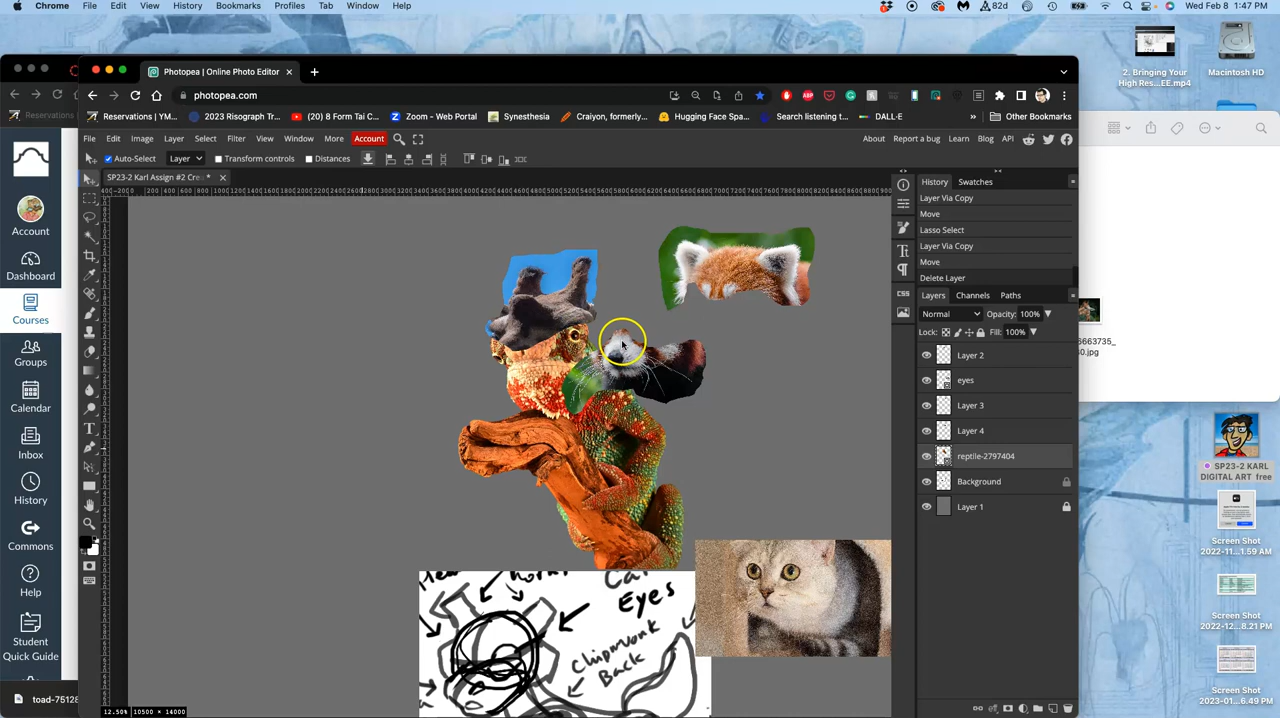 Chrome File Edit View History Bookmarks Profiles Tab Window Help
82d Wed Feb 8 1:47 PM
2. Bringing Your
High Res...EE.mp4
Macintosh HD
Photopea | Online Photo Editor
photopea.com
Reservations | YM...
2023 Risograph Tr...
(20) 8 Form Tai C...
Zoom - Web Portal
Synesthesia
Craiyon, formerly...
Hugging Face Spa...
Search listening t...
DALL·E
Other Bookmarks
Reservations
File Edit Image Layer Select Filter View Window More Account
About Report a bug Learn Blog API
Auto-Select Layer Transform controls Distances
SP23-2 Karl Assign #2 Cre... *
History Swatches
Layer Via Copy
Move
Lasso Select
Layer Via Copy
Move
Delete Layer
Layers Channels Paths
Normal Opacity: 100%
Lock: Fill: 100%
Layer 2
eyes
Layer 3
Layer 4
reptile-2797404
Background
Layer 1
Account
Dashboard
Courses
Groups
Calendar
Inbox
History
Commons
Help
Student
Quick Guide
toad-75128
12.50% 10500 × 14000
Cat
Eyes
Chipmunk
Back
6663735_
0.jpg
SP23-2 KARL
DIGITAL ART free
Screen Shot
2022-11...1.59 AM
Screen Shot
2022-12...8.21 PM
Screen Shot
2023-01...6.49 PM